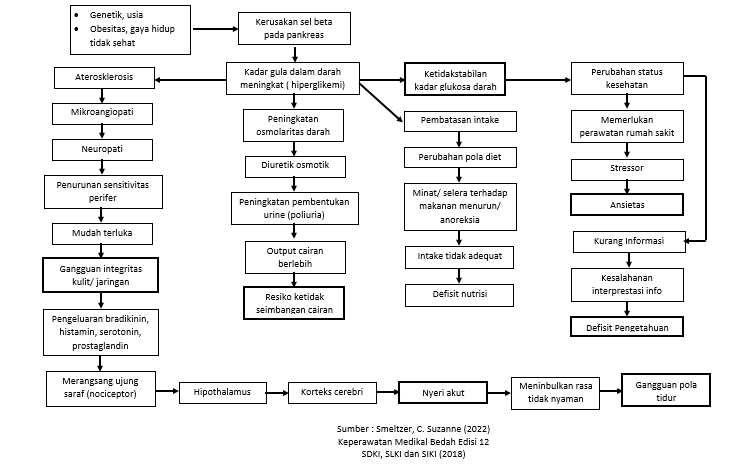 • Genetik, usia
• Obesitas, gaya hidup
tidak sehat
Kerusakan sel beta
pada pankreas
Aterosklerosis
Kadar gula dalam darah
meningkat ( hiperglikemi)
Ketidakstabilan
kadar glukosa darah
Perubahan status
kesehatan
Mikroangiopati
Neuropati
Penurunan sensitivitas
perifer
Mudah terluka
Gangguan integritas
kulit/ jaringan
Pengeluaran bradikinin,
histamin, serotonin,
prostaglandin
Merangsang ujung
saraf (nociceptor)
Peningkatan
osmolaritas darah
Diuretik osmotik
Peningkatan pembentukan
urine (poliuria)
Output cairan
berlebih
Resiko ketidak
seimbangan cairan
Pembatasan intake
Perubahan pola diet
Minat/ selera terhadap
makanan menurun/
anoreksia
Intake tidak adequat
Defisit nutrisi
Memerlukan
perawatan rumah sakit
Stressor
Ansietas
Kurang Informasi
Kesalahanan
interprestasi info
Defisit Pengetahuan
Hipothalamus
Korteks cerebri
Nyeri akut
Meninbulkan rasa
tidak nyaman
Gangguan pola
tidur
Sumber : Smeltzer, C. Suzanne (2022)
Keperawatan Medikal Bedah Edisi 12
SDKI, SLKI dan SIKI (2018)